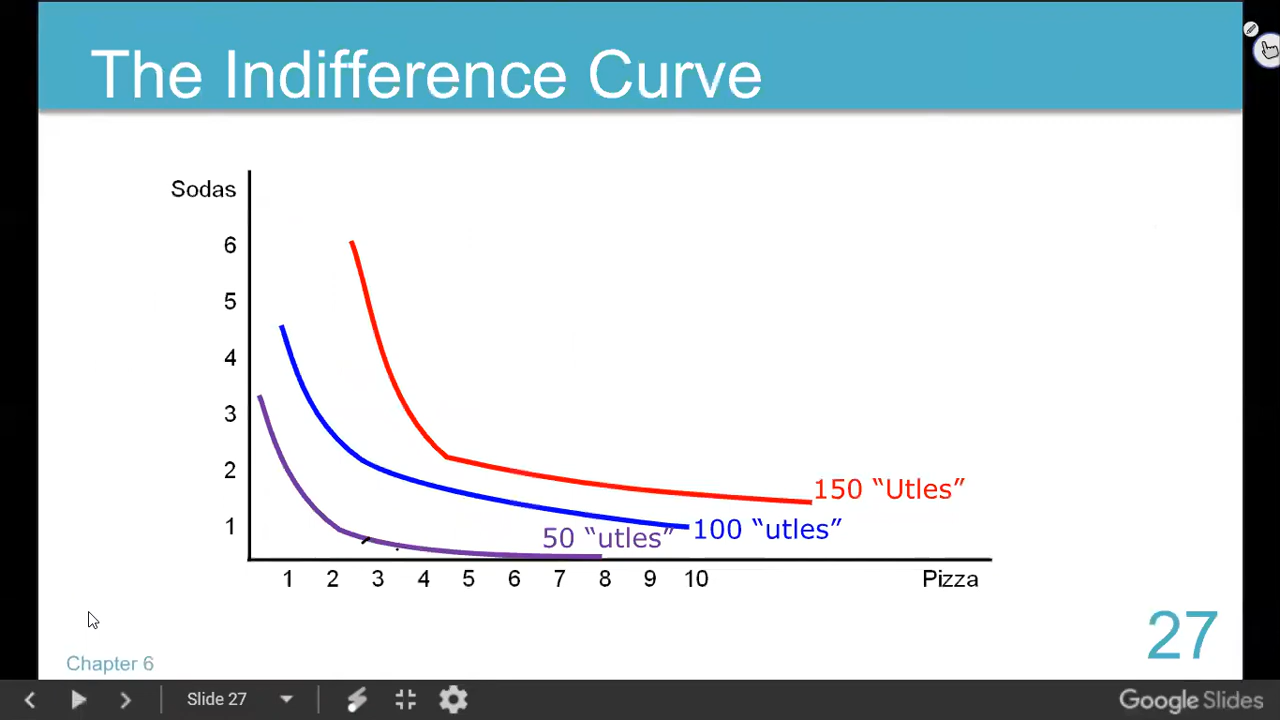 The Indifference Curve
Sodas
6
5
4
3
2
1
150 “Utles”
100 “utles”
50 “utles”
1 2 3 4 5 6 7 8 9 10 Pizza
27
Chapter 6
Slide 27
Google Slides